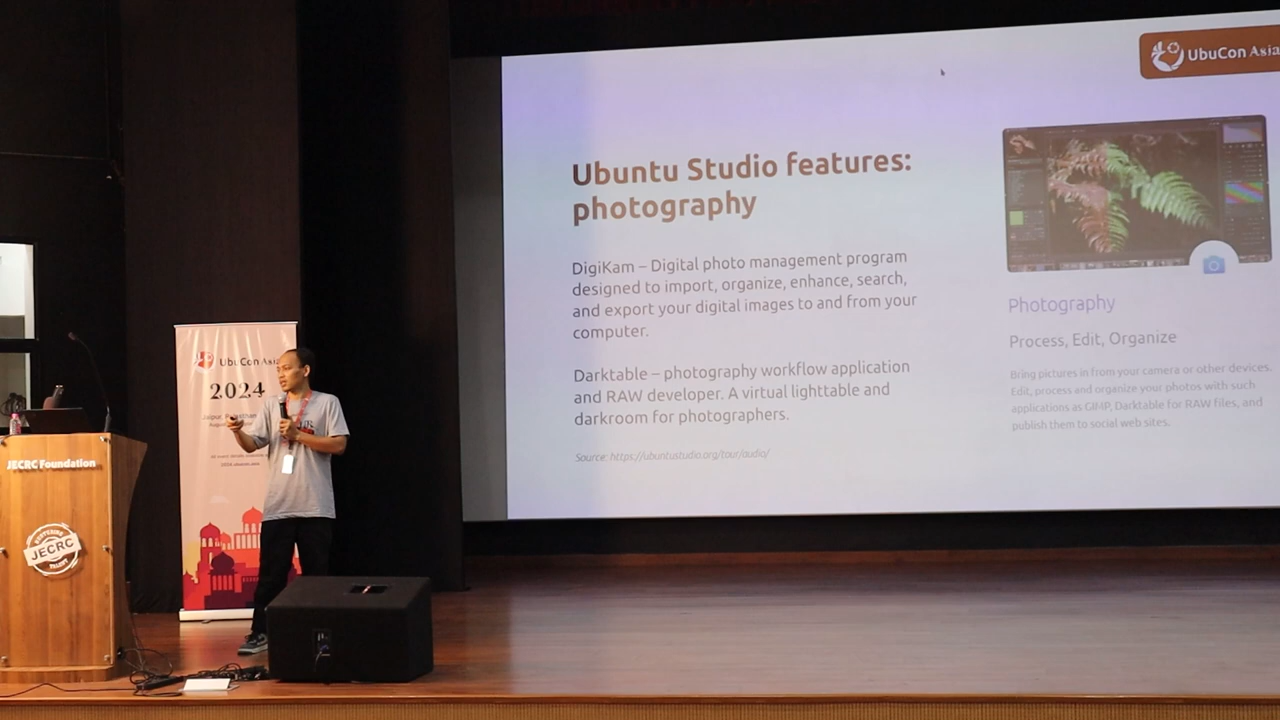 UbuCon Asia
Ubuntu Studio features:
photography
DigiKam – Digital photo management program
designed to import, organize, enhance, search,
and export your digital images to and from your
computer.
Darktable – photography workflow application
and RAW developer. A virtual lighttable and
darkroom for photographers.
Source: https://ubuntustudio.org/tour/audio/
Photography
Process, Edit, Organize
Bring pictures in from your camera or other devices.
Edit, process and organize your photos with such
applications as GIMP, Darktable for RAW files, and
publish them to social web sites.
UbuCon Asia
2024
Jaipur,
JECRC Foundation
FOSTERING
JECRC
TALENT